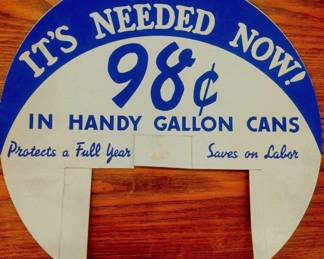 IT'S NEEDED NOW!
98¢
IN HANDY GALLON CANS
Protects a Full Year Saves on Labor